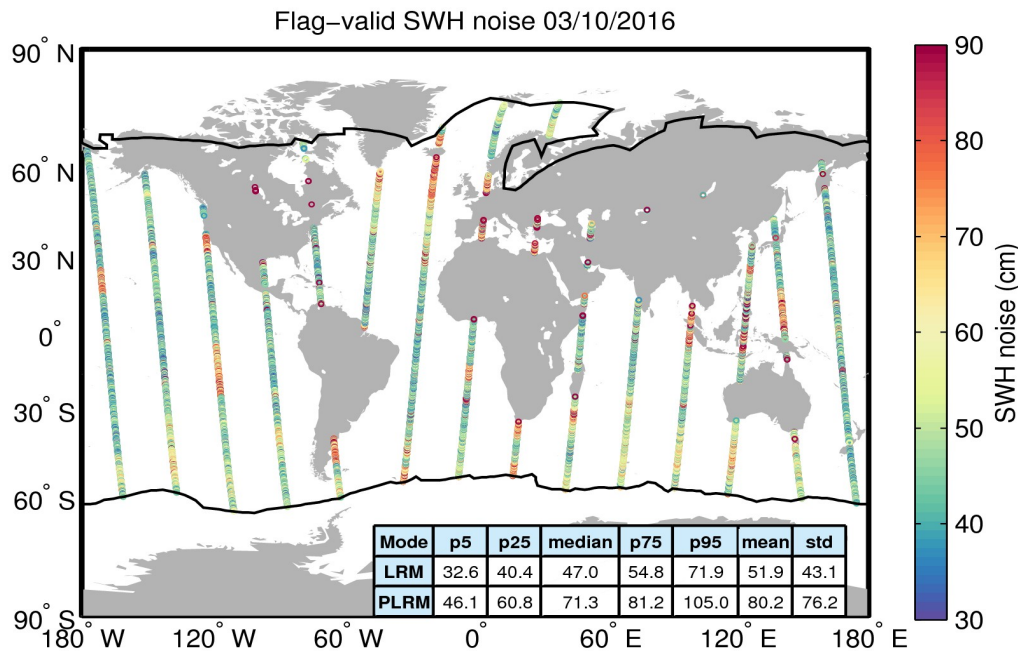 Flag−valid SWH noise 03/10/2016
90° N
60° N
30° N
0°
30° S
60° S
90° S
180° W
120° W
60° W
0°
60° E
120° E
180° E
Mode p5 p25 median p75 p95 mean std
LRM 32.6 40.4 47.0 54.8 71.9 51.9 43.1
PLRM 46.1 60.8 71.3 81.2 105.0 80.2 76.2
90
80
70
60
50
40
30
SWH noise (cm)